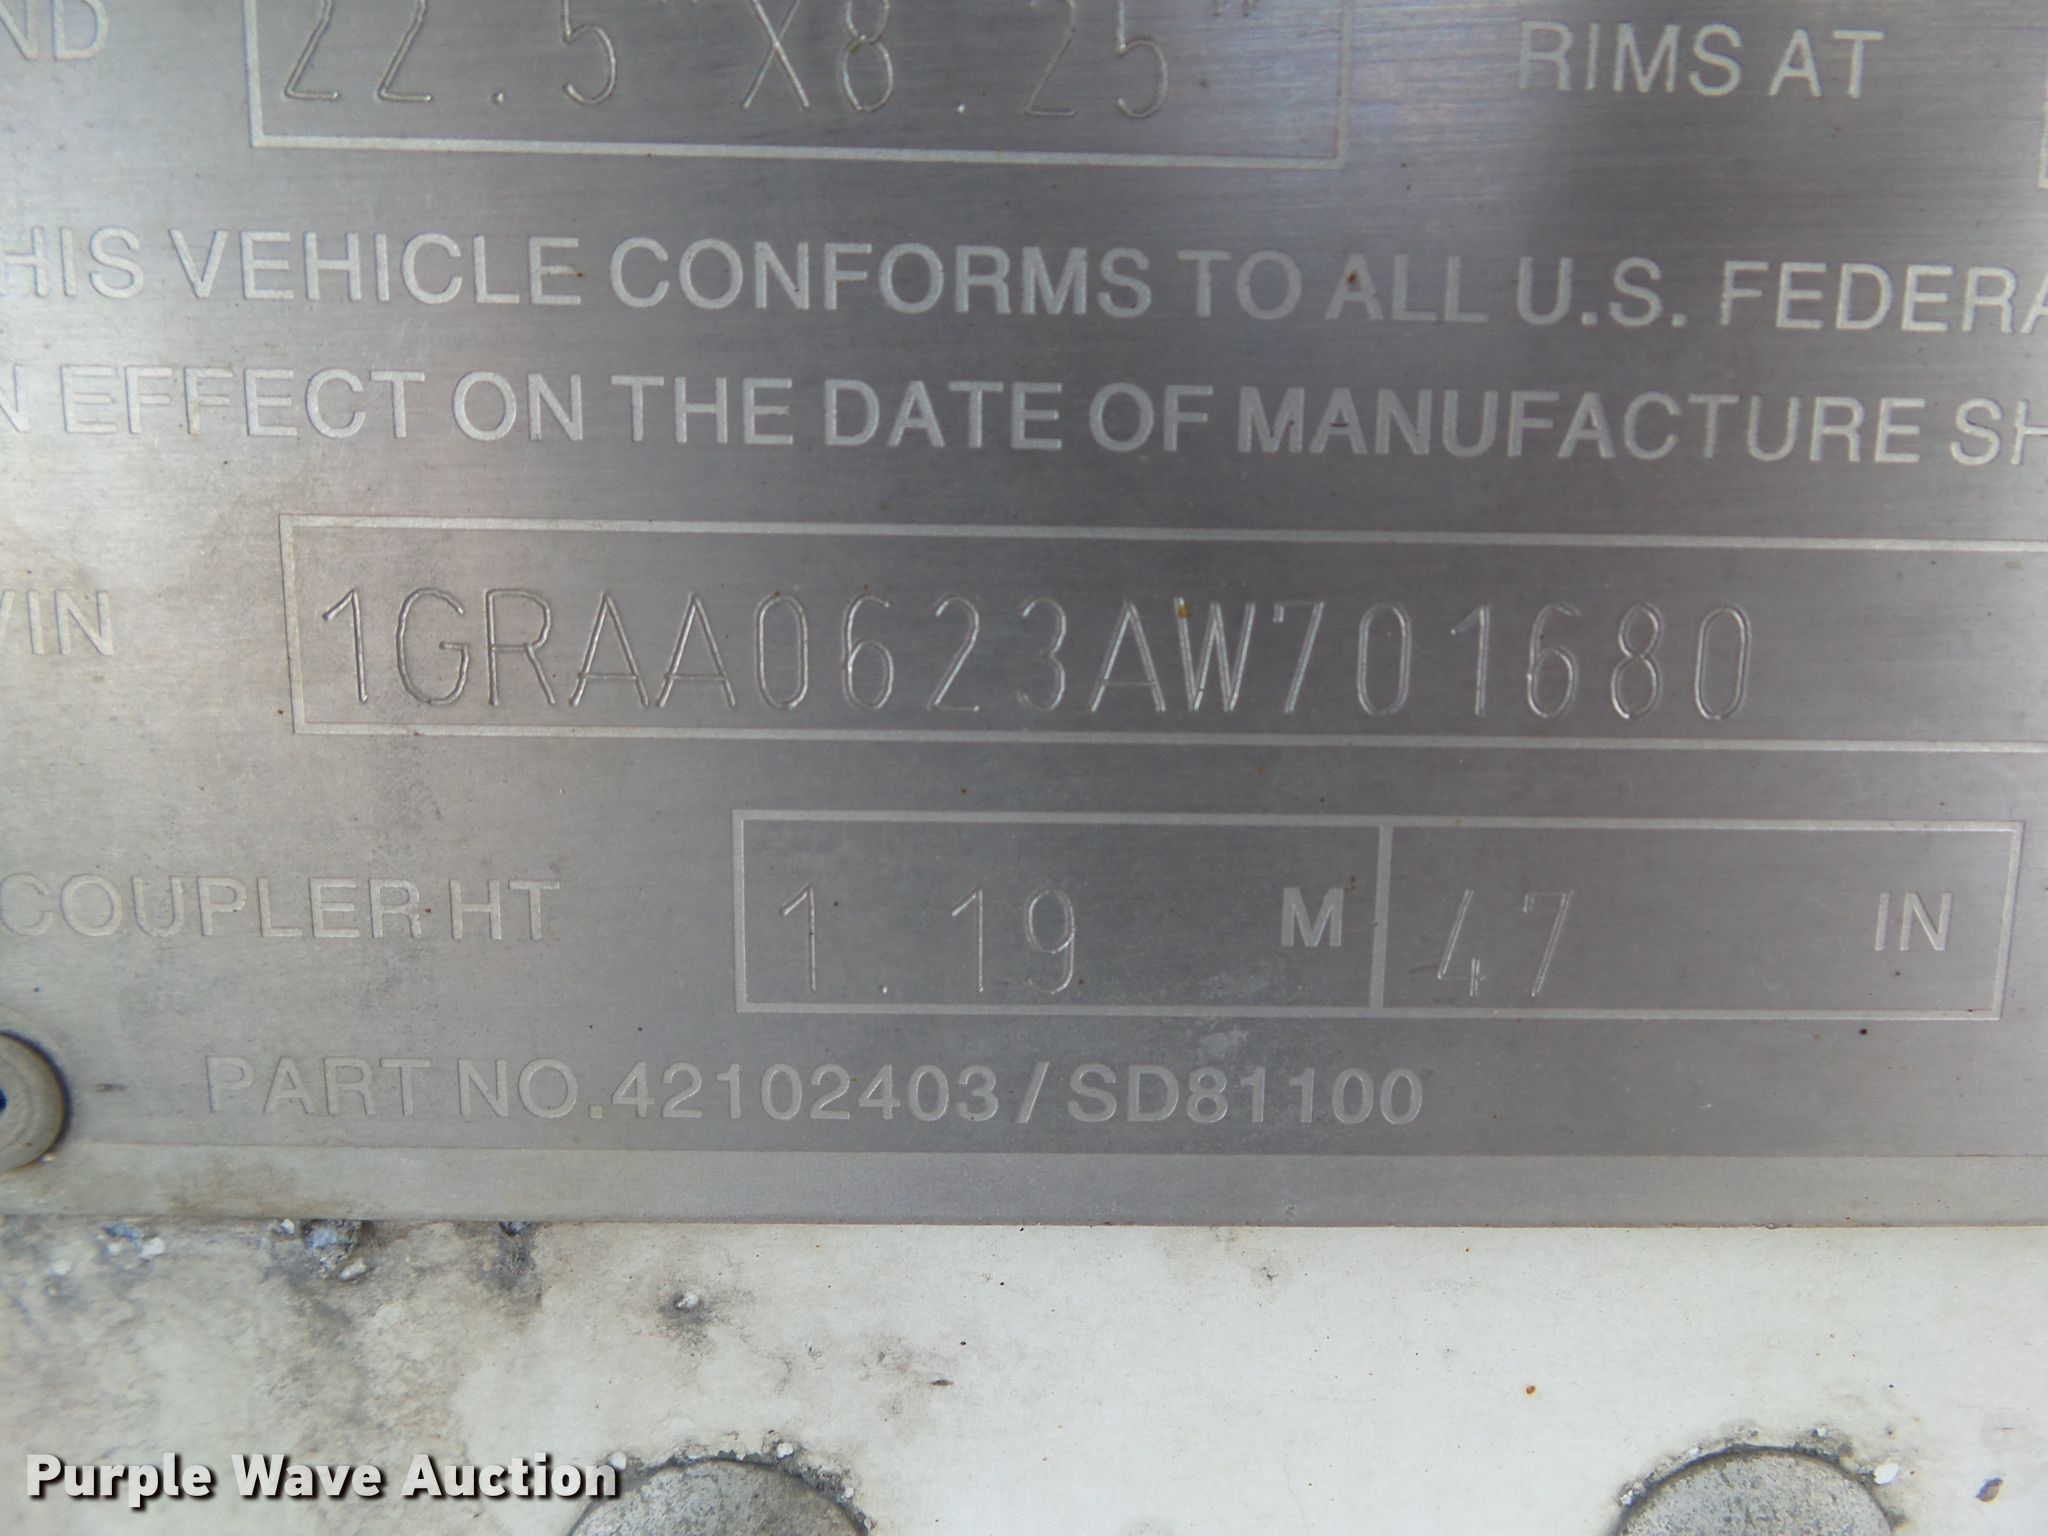 ND 22.5"X8.25" RIMS AT
HIS VEHICLE CONFORMS TO ALL U.S. FEDERA
N EFFECT ON THE DATE OF MANUFACTURE SH
VIN 1GRAA0623AW701680
COUPLER HT 1.19 M 47 IN
PART NO.42102403/SD81100
Purple Wave Auction